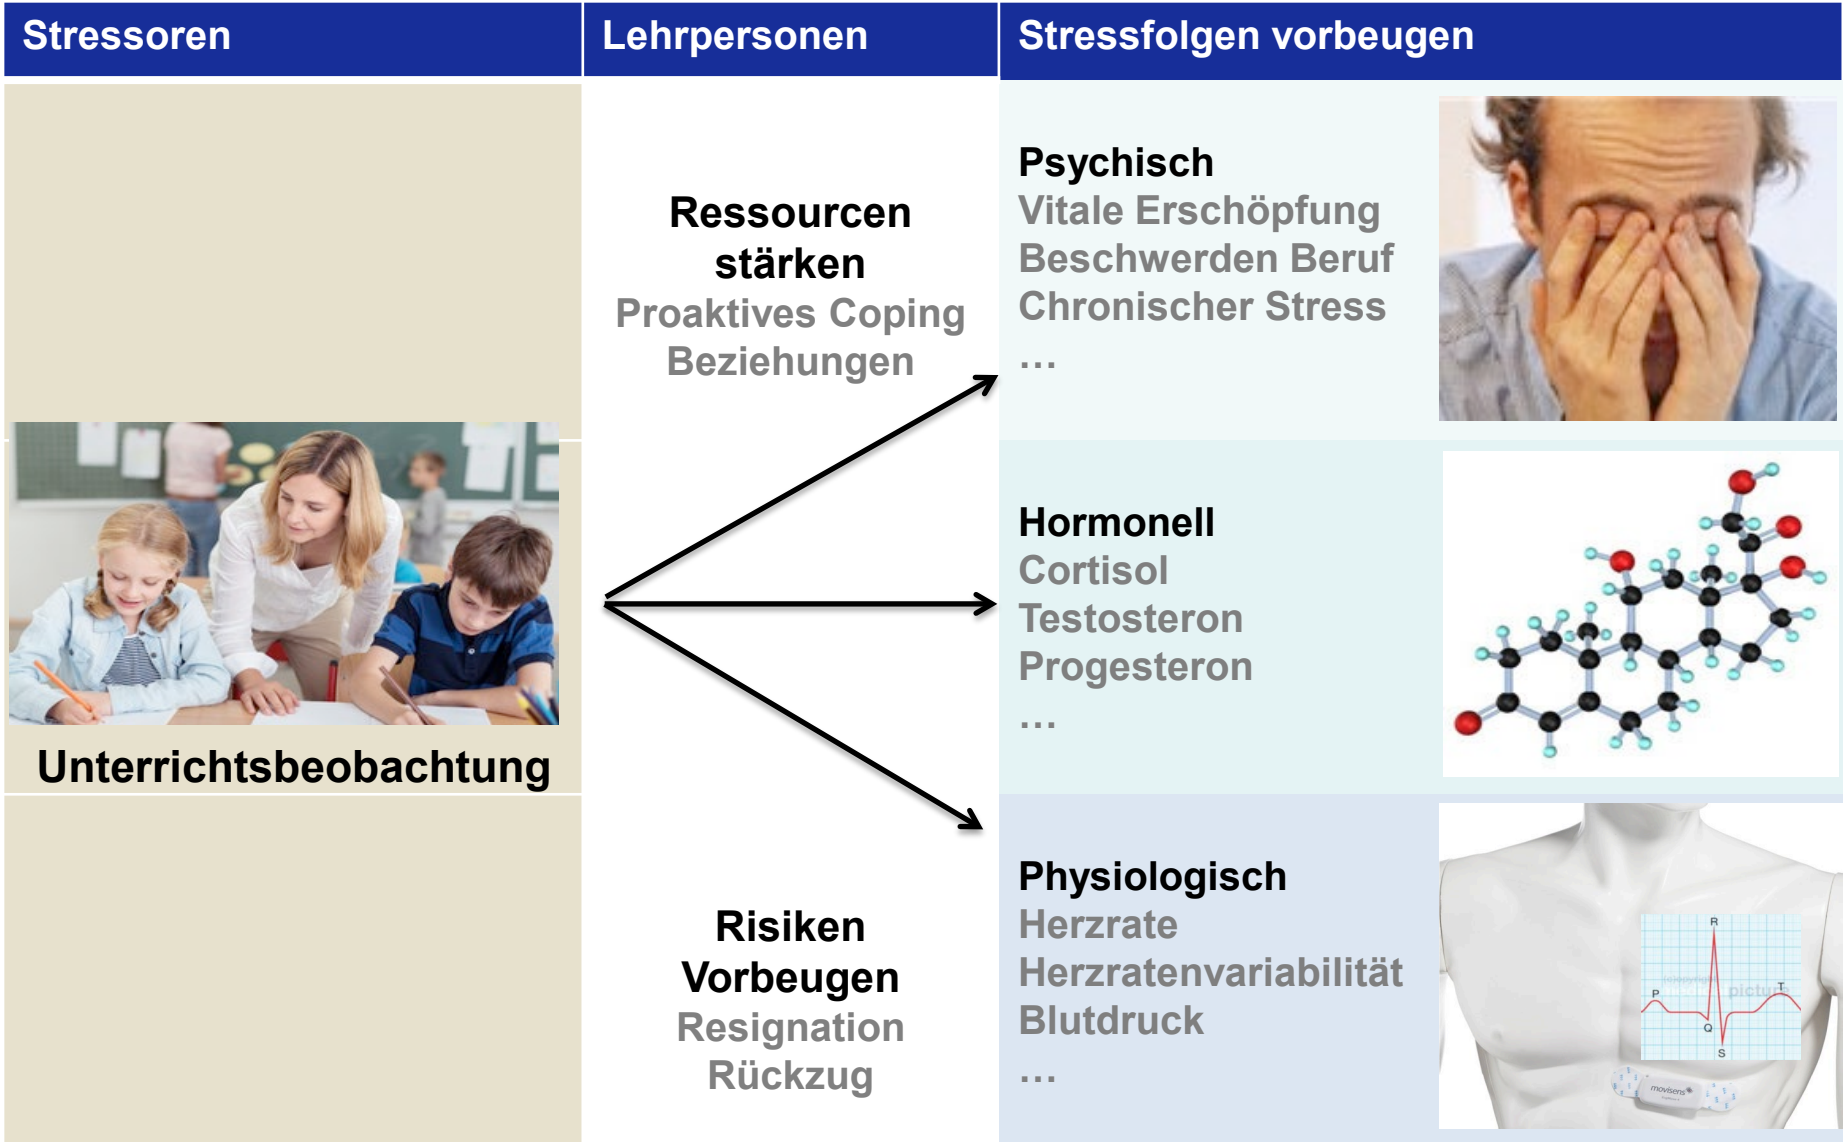 Stressoren
Lehrpersonen
Stressfolgen vorbeugen
Unterrichtsbeobachtung
Ressourcen
stärken
Proaktives Coping
Beziehungen
Risiken
Vorbeugen
Resignation
Rückzug
Psychisch
Vitale Erschöpfung
Beschwerden Beruf
Chronischer Stress
…
Hormonell
Cortisol
Testosteron
Progesteron
…
Physiologisch
Herzrate
Herzratenvariabilität
Blutdruck
…
R
P
T
picture
Q
S
movisens